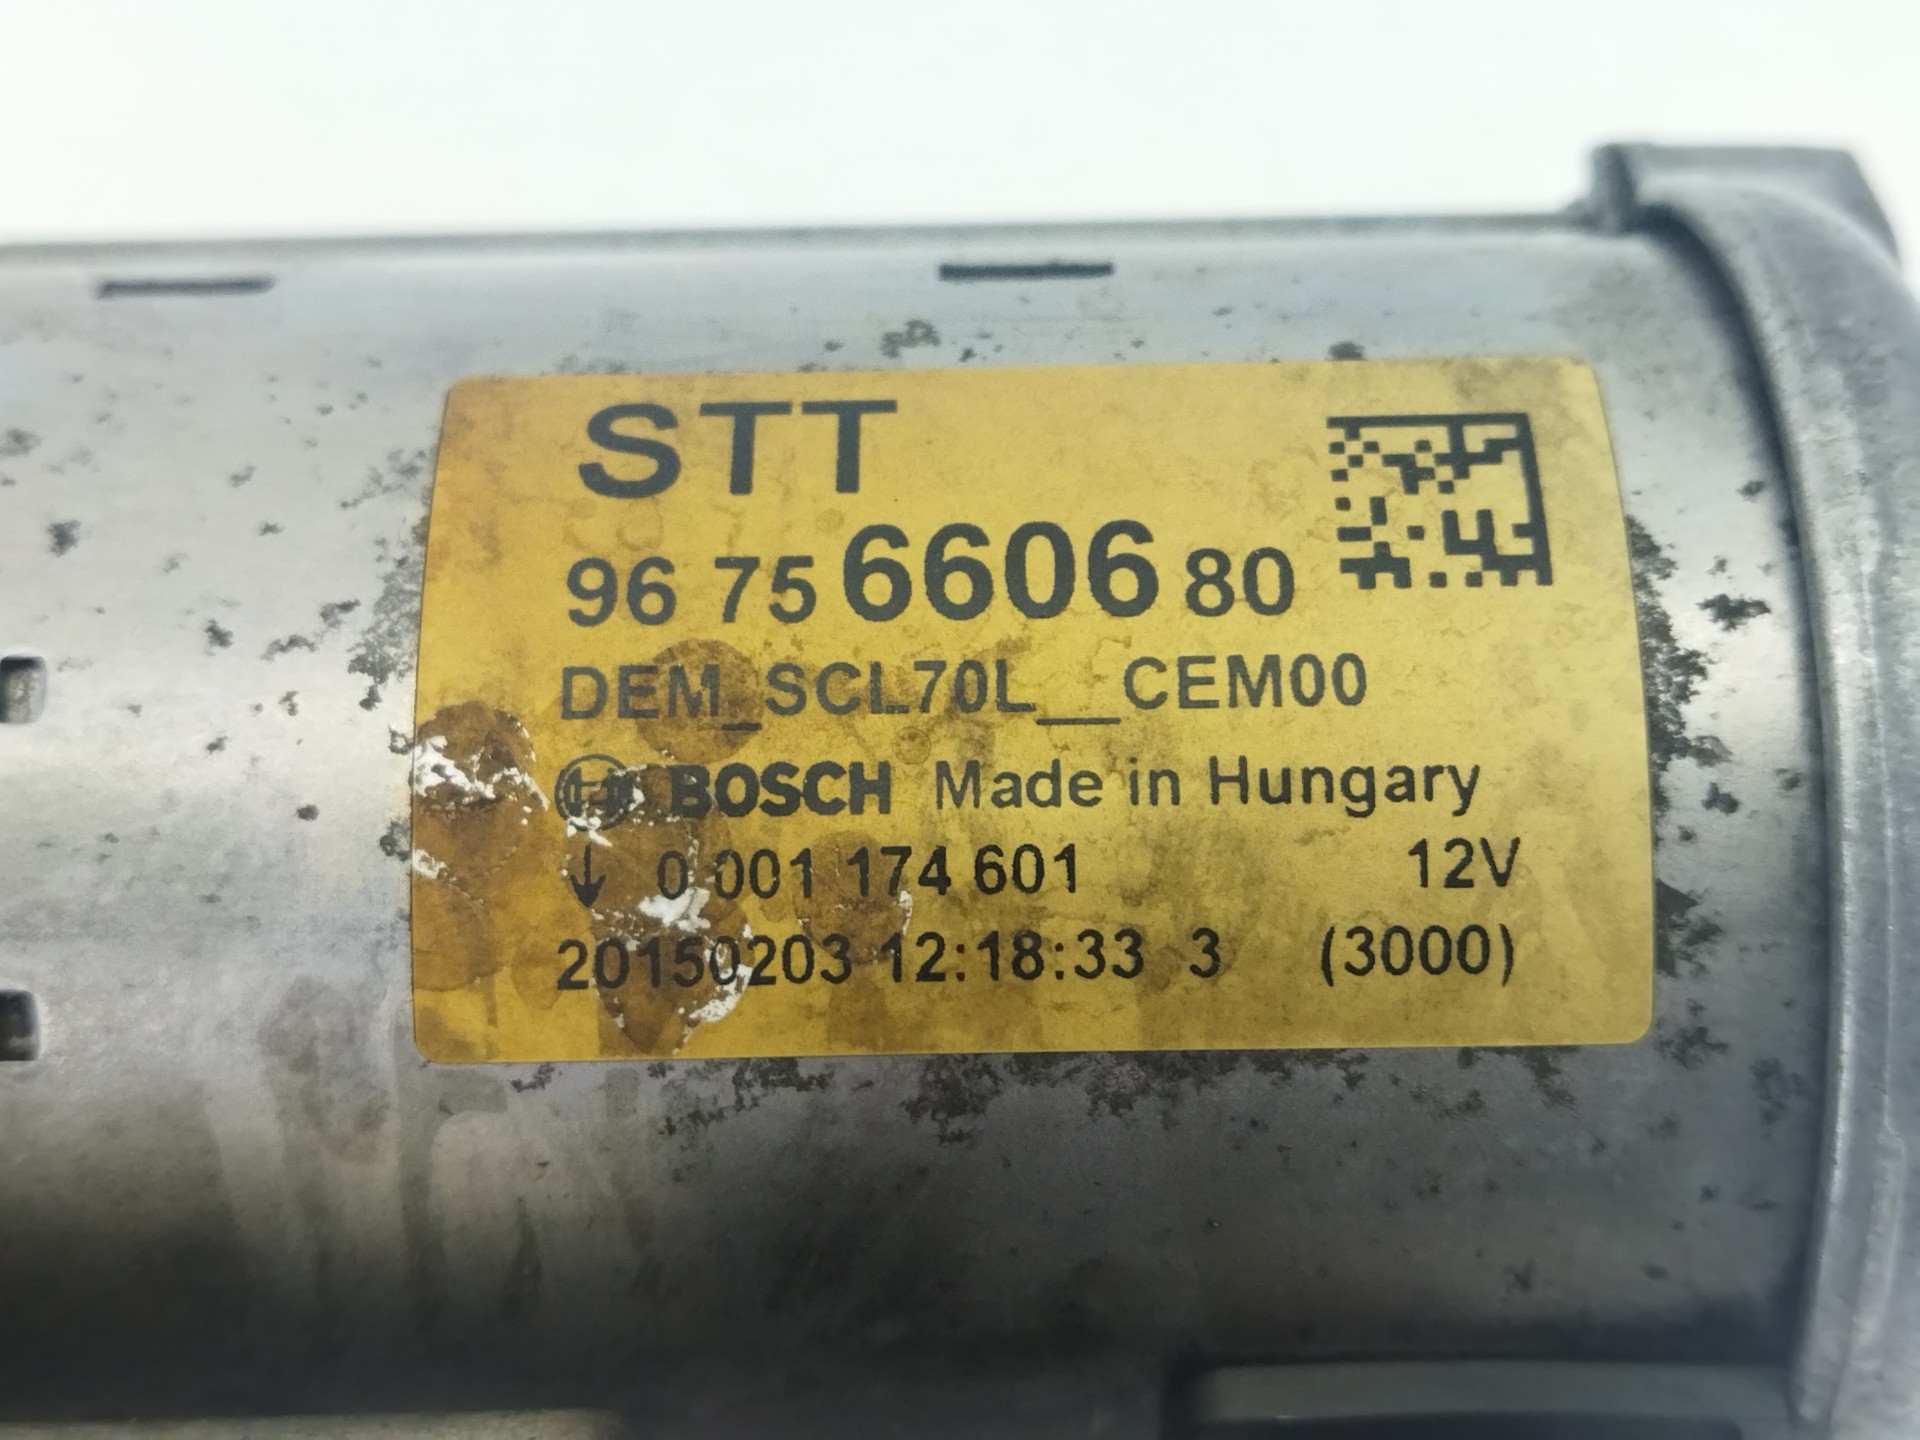 STT
96 75 6606 80
DEM_SCL70L__CEM00
BOSCH Made in Hungary
↓ 0 001 174 601 12V
20150203 12:18:33 3 (3000)